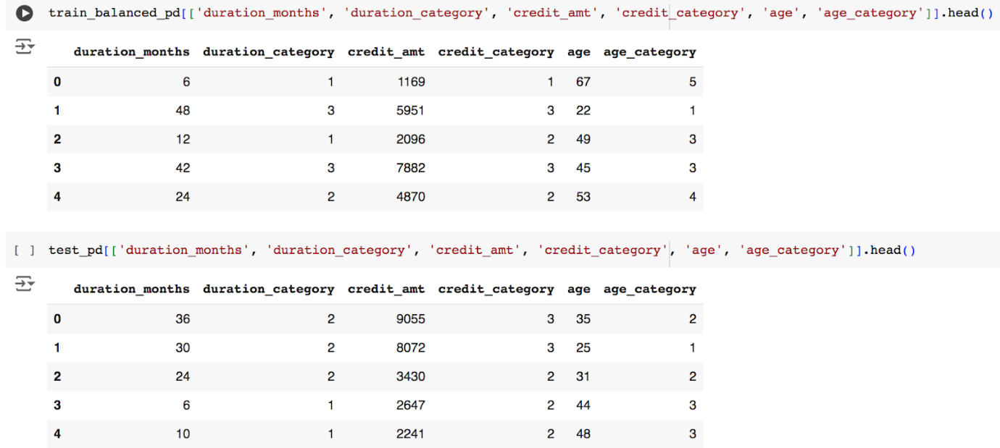 train_balanced_pd[['duration_months', 'duration_category', 'credit_amt', 'credit_category', 'age', 'age_category']].head()
duration_months duration_category credit_amt credit_category age age_category
0 6 1 1169 1 67 5
1 48 3 5951 3 22 1
2 12 1 2096 2 49 3
3 42 3 7882 3 45 3
4 24 2 4870 2 53 4
[ ] test_pd[['duration_months', 'duration_category', 'credit_amt', 'credit_category', 'age', 'age_category']].head()
duration_months duration_category credit_amt credit_category age age_category
0 36 2 9055 3 35 2
1 30 2 8072 3 25 1
2 24 2 3430 2 31 2
3 6 1 2647 2 44 3
4 10 1 2241 2 48 3